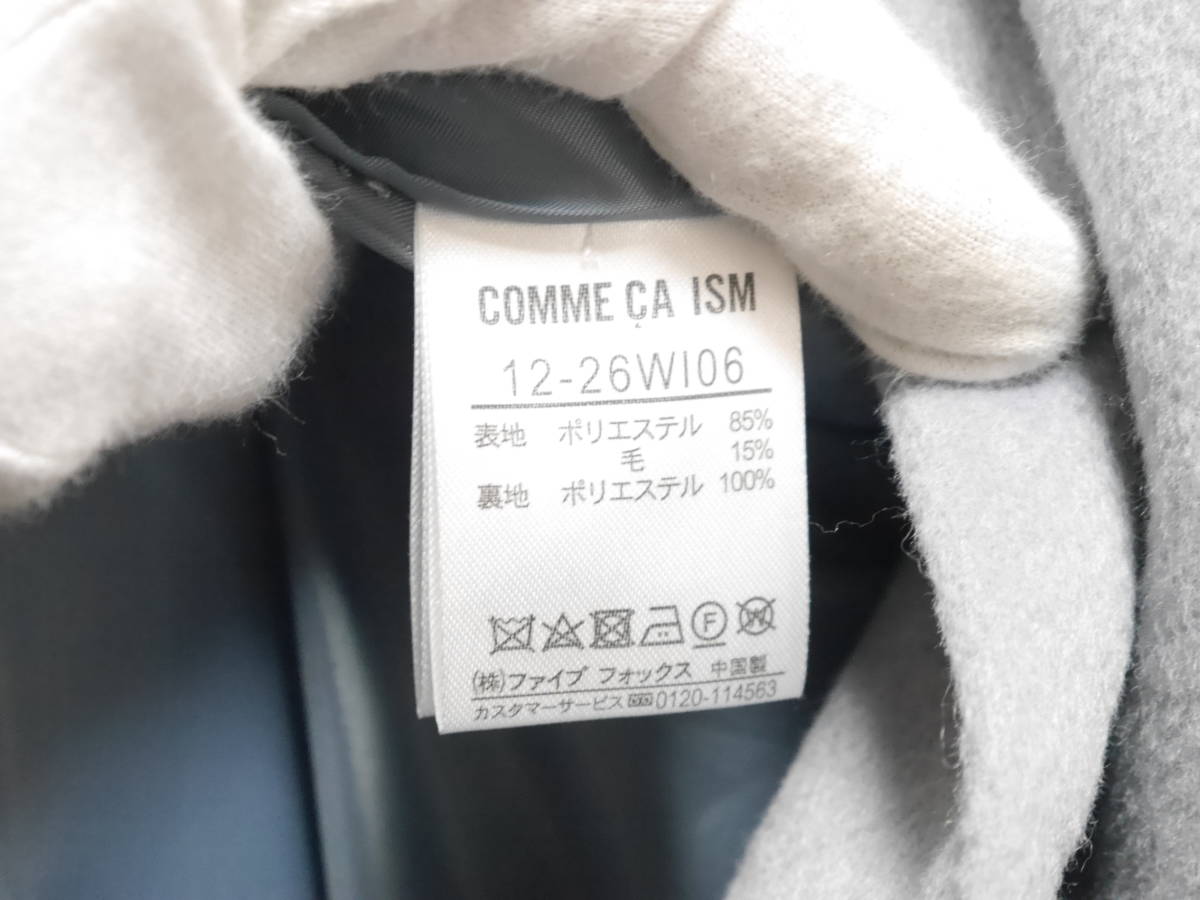 COMME ÇA ISM
12-26WI06
表地 ポリエステル 85%
毛 15%
裏地 ポリエステル 100%
F W
(株)ファイブ フォックス 中国製
カスタマーサービス 0120-114563